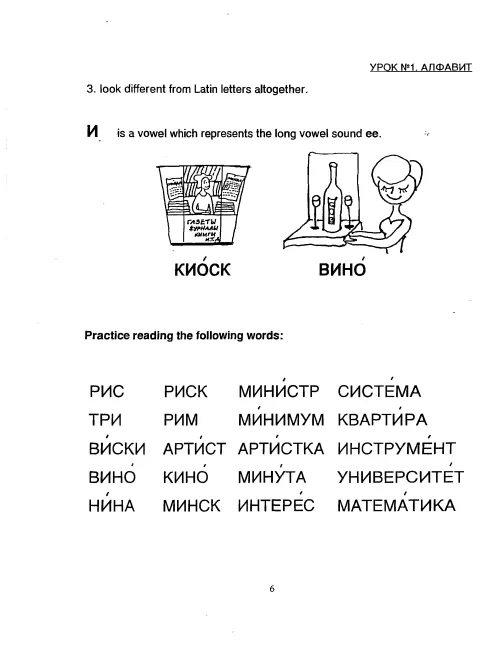 УРОК №1. АЛФАВИТ
3. look different from Latin letters altogether.
И is a vowel which represents the long vowel sound ee.
ГАЗЕТЫ
ЖУРНАЛЫ
КНИГИ
И Т.Д.
КИО́СК ВИНО́
Practice reading the following words:
РИС РИСК МИНИ́СТР СИСТЕ́МА
ТРИ РИМ МИ́НИМУМ КВАРТИ́РА
ВИ́СКИ АРТИ́СТ АРТИ́СТКА ИНСТРУМЕ́НТ
ВИНО́ КИНО́ МИНУ́ТА УНИВЕРСИТЕ́Т
НИ́НА МИНСК ИНТЕРЕ́С МАТЕМА́ТИКА
6